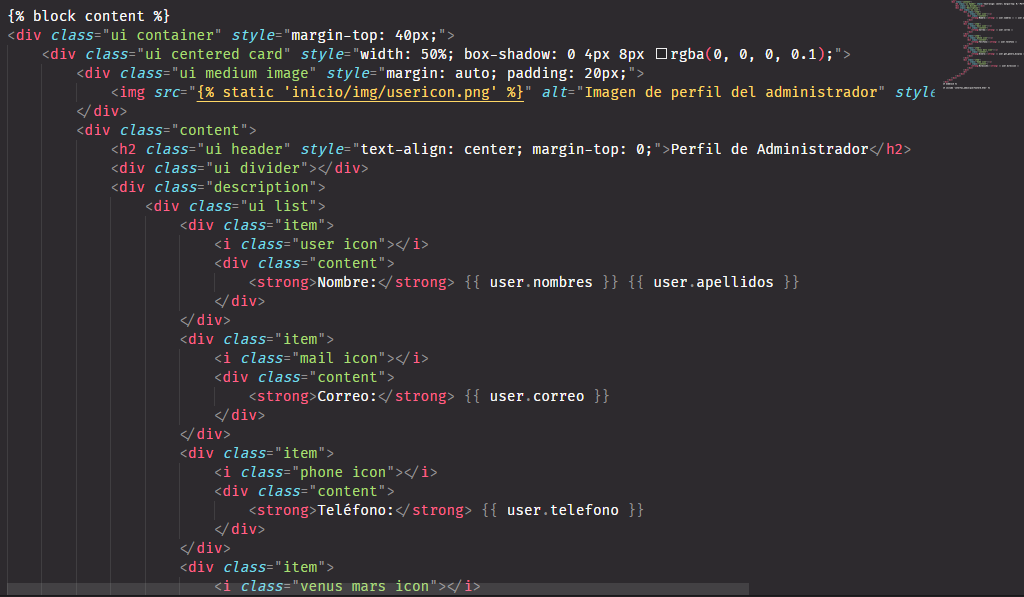 {% block content %}
<div class="ui container" style="margin-top: 40px;">
<div class="ui centered card" style="width: 50%; box-shadow: 0 4px 8px rgba(0, 0, 0, 0.1);">
<div class="ui medium image" style="margin: auto; padding: 20px;">
<img src="{% static 'inicio/img/usericon.png' %}" alt="Imagen de perfil del administrador" style
</div>
<div class="content">
<h2 class="ui header" style="text-align: center; margin-top: 0;">Perfil de Administrador</h2>
<div class="ui divider"></div>
<div class="description">
<div class="ui list">
<div class="item">
<i class="user icon"></i>
<div class="content">
<strong>Nombre:</strong> {{ user.nombres }} {{ user.apellidos }}
</div>
</div>
<div class="item">
<i class="mail icon"></i>
<div class="content">
<strong>Correo:</strong> {{ user.correo }}
</div>
</div>
<div class="item">
<i class="phone icon"></i>
<div class="content">
<strong>Teléfono:</strong> {{ user.telefono }}
</div>
</div>
<div class="item">
<i class="venus mars icon"></i>